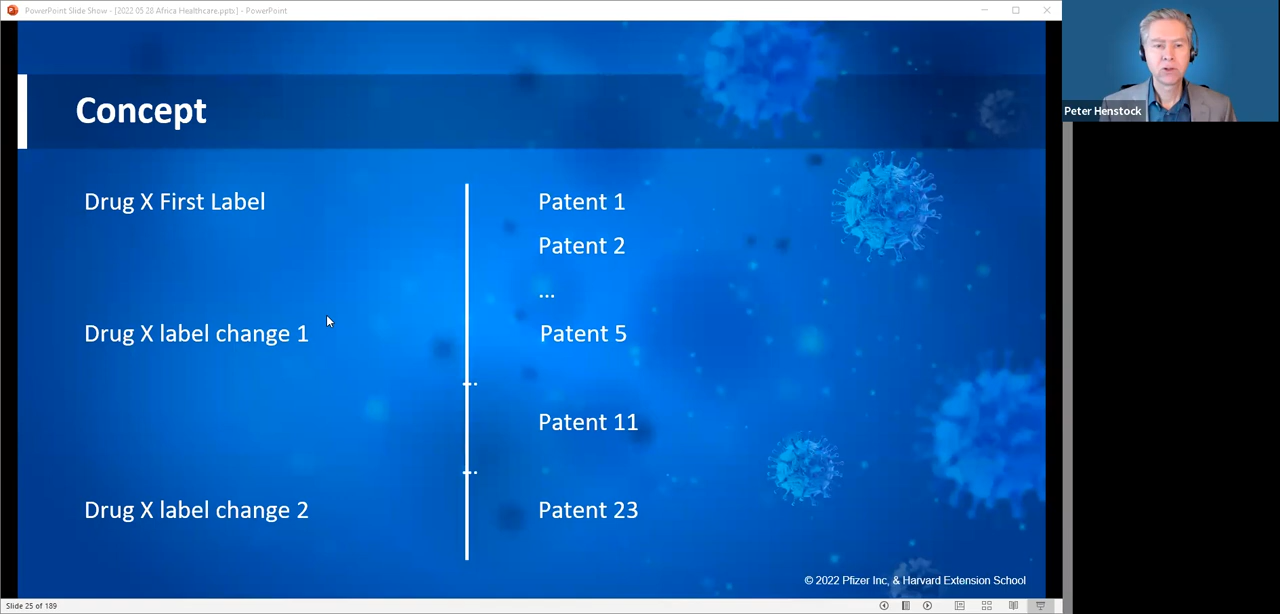 PowerPoint Slide Show - [2022 05 28 Africa Healthcare.pptx] - PowerPoint
Peter Henstock
Concept
Drug X First Label
Patent 1
Patent 2
...
Drug X label change 1
Patent 5
...
Patent 11
...
Drug X label change 2
Patent 23
© 2022 Pfizer Inc, & Harvard Extension School
Slide 25 of 189